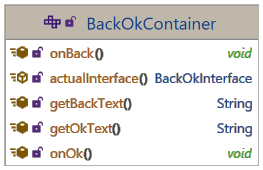 BackOkContainer
onBack() void
actualInterface() BackOkInterface
getBackText() String
getOkText() String
onOk() void